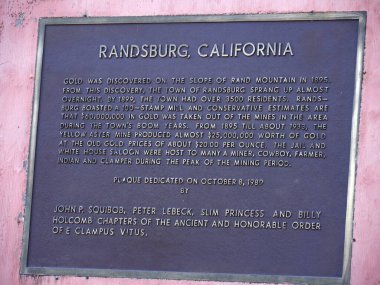 RANDSBURG, CALIFORNIA
GOLD WAS DISCOVERED ON THE SLOPE OF RAND MOUNTAIN IN 1895.
FROM THIS DISCOVERY, THE TOWN OF RANDSBURG SPRANG UP ALMOST
OVERNIGHT. BY 1899, THE TOWN HAD OVER 3500 RESIDENTS. RANDS-
BURG BOASTED A 100-STAMP MILL AND CONSERVATIVE ESTIMATES ARE
THAT $60,000,000 IN GOLD WAS TAKEN OUT OF THE MINES IN THE AREA
DURING THE TOWN'S BOOM YEARS. FROM 1895 TILL ABOUT 1933, THE
YELLOW ASTER MINE PRODUCED ALMOST $25,000,000 WORTH OF GOLD
AT THE OLD GOLD PRICES OF ABOUT $20.00 PER OUNCE. THE JAIL AND
WHITE HOUSE SALOON WERE HOST TO MANY A MINER, COWBOY, FARMER,
INDIAN AND CLAMPER DURING THE PEAK OF THE MINING PERIOD.
PLAQUE DEDICATED ON OCTOBER 8, 1980
BY
JOHN P. SQUIBOB, PETER LEBECK, SLIM PRINCESS AND BILLY
HOLCOMB CHAPTERS OF THE ANCIENT AND HONORABLE ORDER
OF E CLAMPUS VITUS.